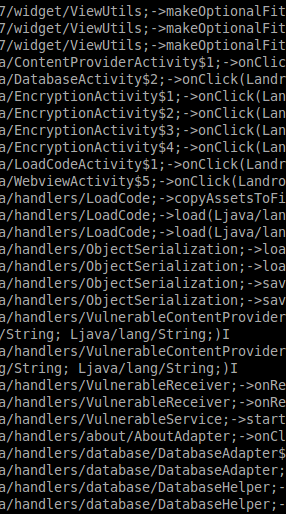 7/widget/ViewUtils;->makeOptionalFit
7/widget/ViewUtils;->makeOptionalFit
7/widget/ViewUtils;->makeOptionalFit
a/ContentProviderActivity$1;->onClic
a/DatabaseActivity$2;->onClick(Landr
a/EncryptionActivity$1;->onClick(Lan
a/EncryptionActivity$2;->onClick(Lan
a/EncryptionActivity$3;->onClick(Lan
a/EncryptionActivity$4;->onClick(Lan
a/LoadCodeActivity$1;->onClick(Landr
a/WebviewActivity$5;->onClick(Landro
a/handlers/LoadCode;->copyAssetsToFi
a/handlers/LoadCode;->load(Ljava/lan
a/handlers/LoadCode;->load(Ljava/lan
a/handlers/ObjectSerialization;->loa
a/handlers/ObjectSerialization;->loa
a/handlers/ObjectSerialization;->sav
a/handlers/ObjectSerialization;->sav
a/handlers/VulnerableContentProvider
/String; Ljava/lang/String;)I
a/handlers/VulnerableContentProvider
g/String; Ljava/lang/String;)I
a/handlers/VulnerableReceiver;->onRe
a/handlers/VulnerableReceiver;->onRe
a/handlers/VulnerableService;->start
a/handlers/about/AboutAdapter;->onCl
a/handlers/database/DatabaseAdapter$
a/handlers/database/DatabaseAdapter;
a/handlers/database/DatabaseHelper;-
a/handlers/database/DatabaseHelper;-